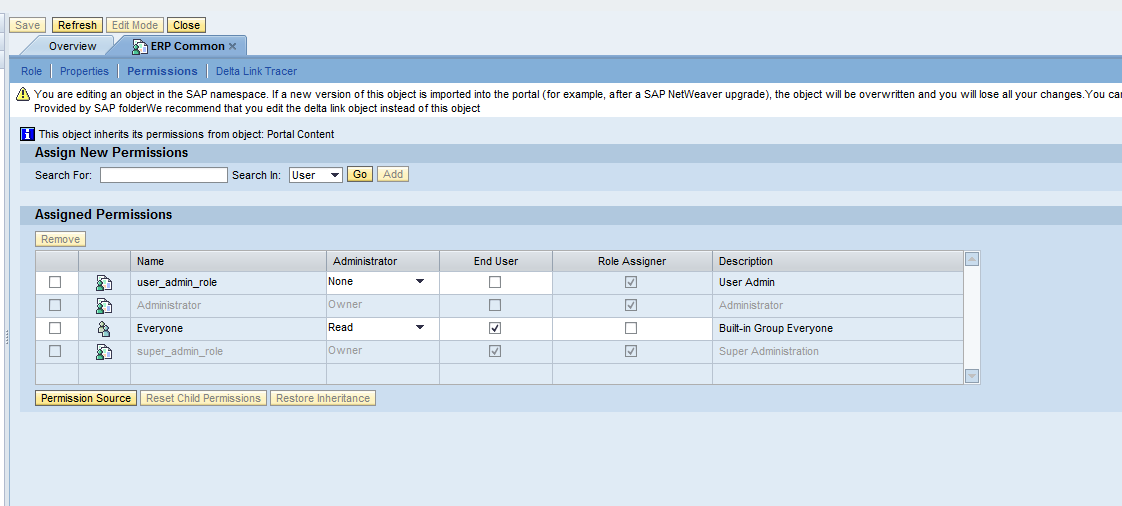 Save Refresh Edit Mode Close
Overview ERP Common
Role Properties Permissions Delta Link Tracer
You are editing an object in the SAP namespace. If a new version of this object is imported into the portal (for example, after a SAP NetWeaver upgrade), the object will be overwritten and you will lose all your changes.You can
Provided by SAP folderWe recommend that you edit the delta link object instead of this object
This object inherits its permissions from object: Portal Content
Assign New Permissions
Search For: Search In: User Go Add
Assigned Permissions
Remove
Name Administrator End User Role Assigner Description
user_admin_role None User Admin
Administrator Owner Administrator
Everyone Read Built-in Group Everyone
super_admin_role Owner Super Administration
Permission Source Reset Child Permissions Restore Inheritance